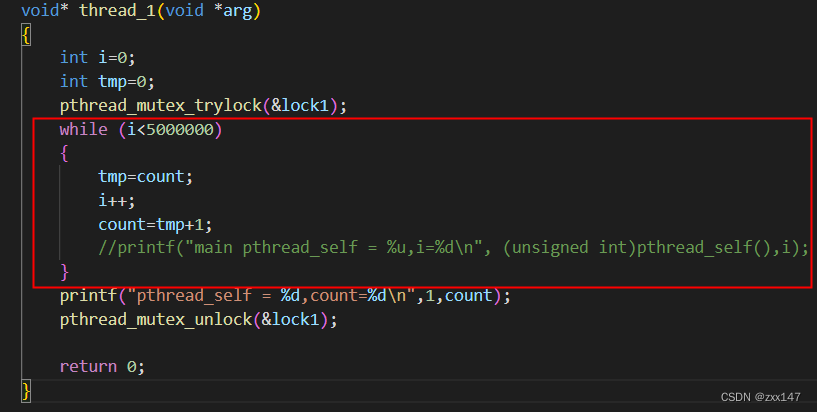 void* thread_1(void *arg)
{
    int i=0;
    int tmp=0;
    pthread_mutex_trylock(&lock1);
    while (i<5000000)
    {
        tmp=count;
        i++;
        count=tmp+1;
        //printf("main pthread_self = %u,i=%d\n", (unsigned int)pthread_self(),i);
    }
    printf("pthread_self = %d,count=%d\n",1,count);
    pthread_mutex_unlock(&lock1);
    return 0;
}
CSDN @zxx147